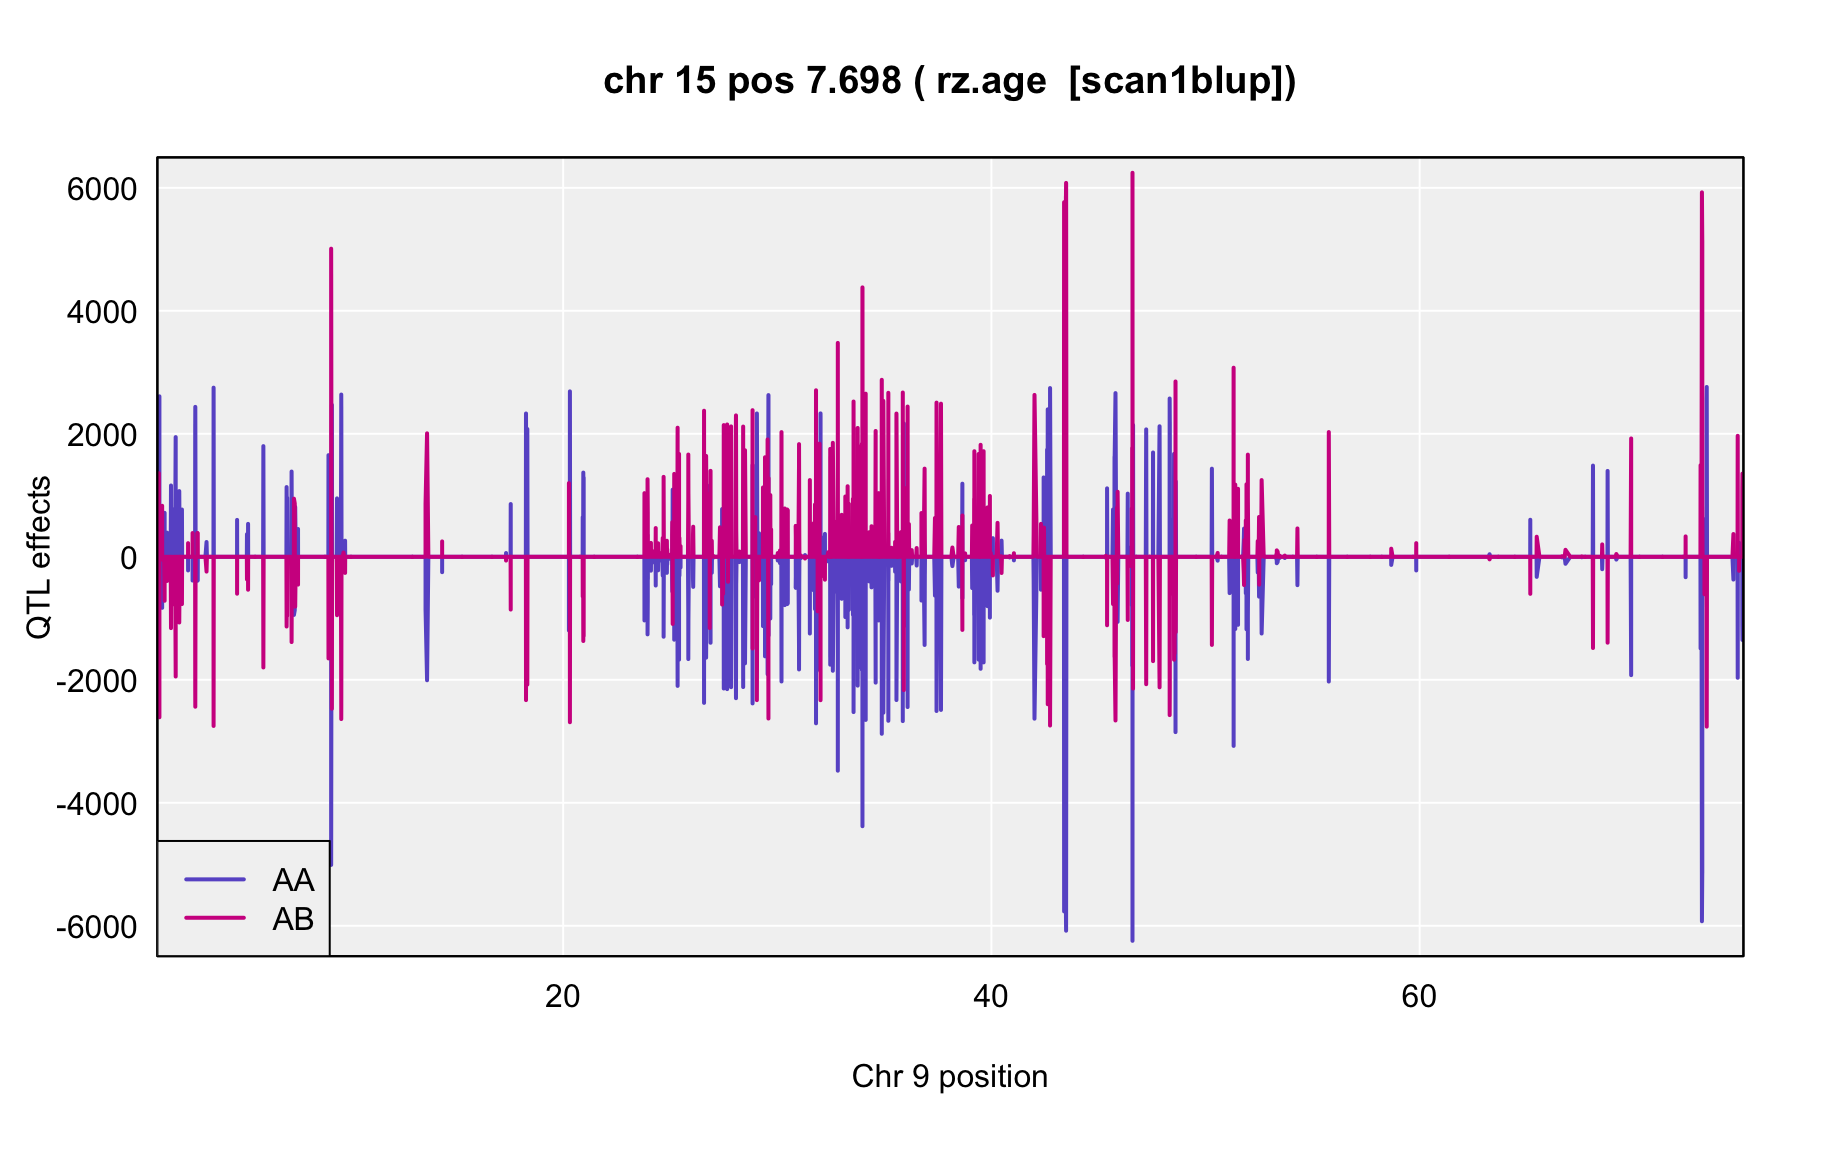 chr 15 pos 7.698 ( rz.age  [scan1blup])
QTL effects
6000
4000
2000
0
-2000
-4000
-6000
AA
AB
20 40 60
Chr 9 position